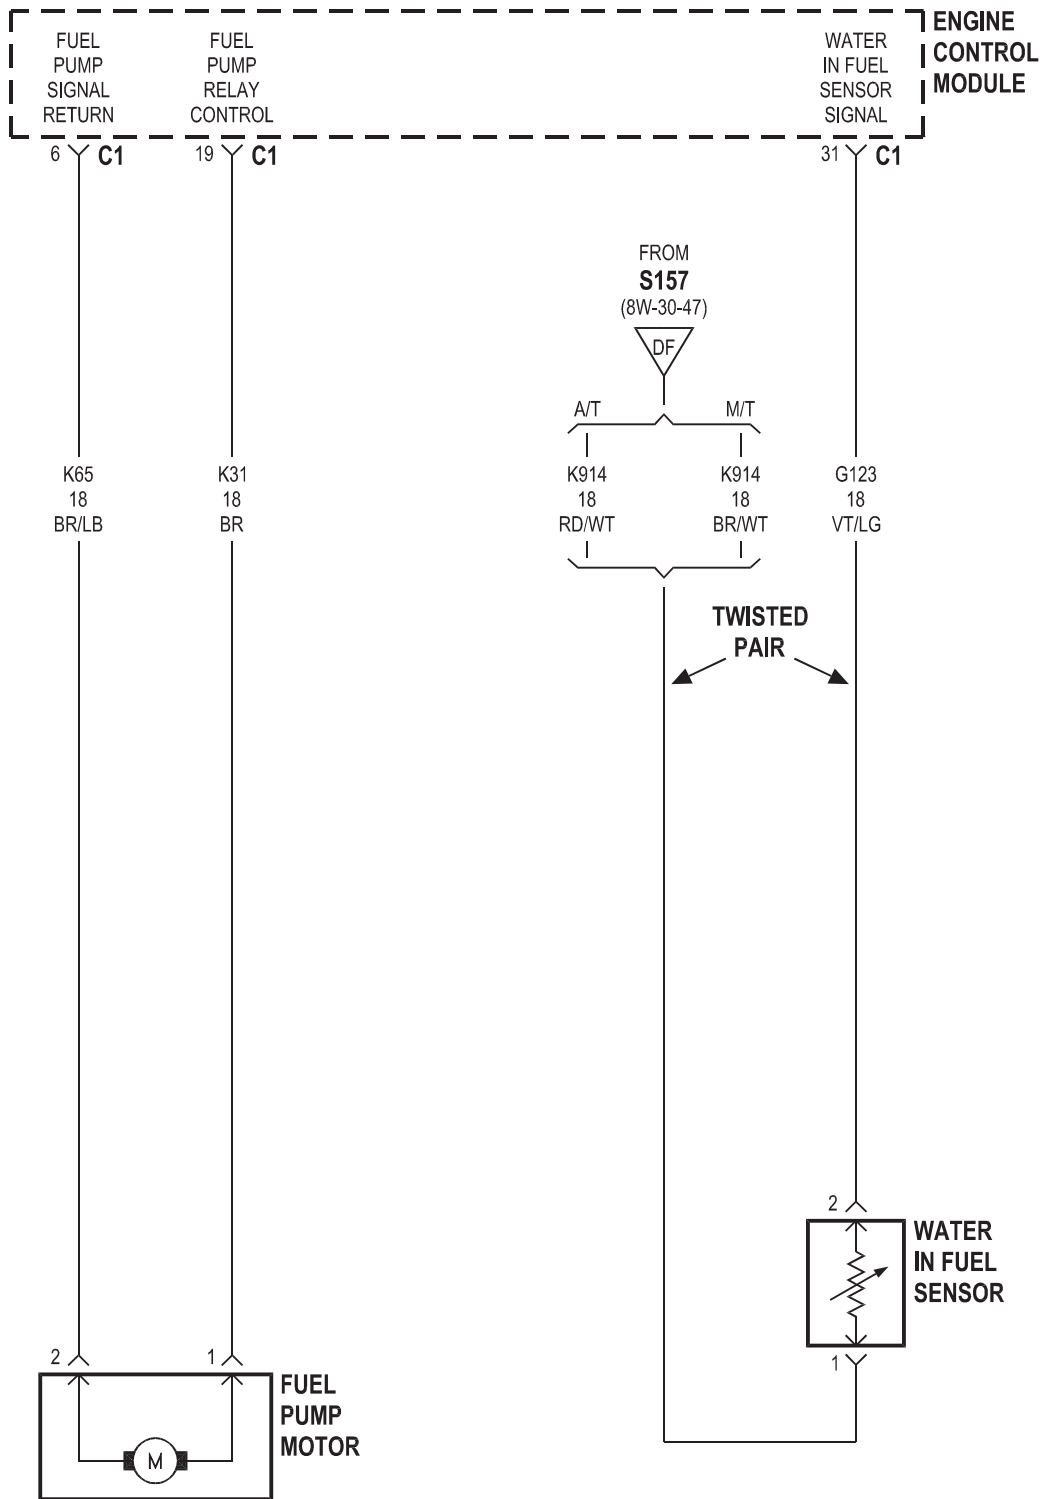 FUEL
PUMP
SIGNAL
RETURN
FUEL
PUMP
RELAY
CONTROL
WATER
IN FUEL
SENSOR
SIGNAL
ENGINE
CONTROL
MODULE
6 C1
19 C1
31 C1
FROM
S157
(8W-30-47)
DF
A/T
M/T
K65
18
BR/LB
K31
18
BR
K914
18
RD/WT
K914
18
BR/WT
G123
18
VT/LG
TWISTED
PAIR
2
WATER
IN FUEL
SENSOR
1
2
1
FUEL
PUMP
MOTOR
M